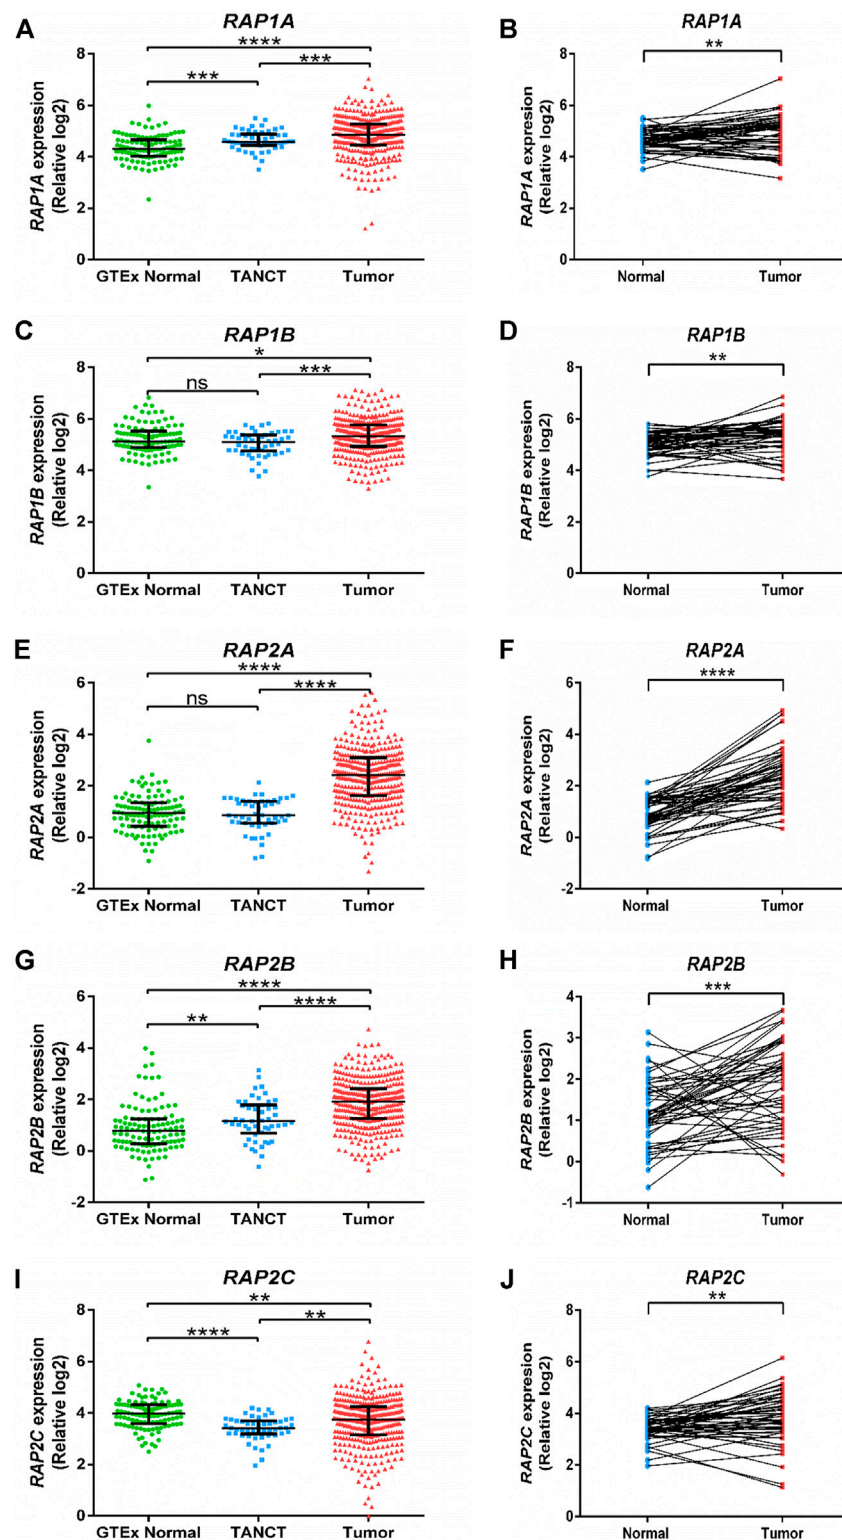 A
RAP1A
****
***
***
RAP1A expression
(Relative log2)
8
6
4
2
0
GTEx Normal TANCT Tumor
B
RAP1A
**
RAP1A expression
(Relative log2)
8
6
4
2
0
Normal Tumor
C
RAP1B
*
ns
***
RAP1B expression
(Relative log2)
8
6
4
2
0
GTEx Normal TANCT Tumor
D
RAP1B
**
RAP1B expression
(Relative log2)
8
6
4
2
0
Normal Tumor
E
RAP2A
****
ns
****
RAP2A expression
(Relative log2)
6
4
2
0
-2
GTEx Normal TANCT Tumor
F
RAP2A
****
RAP2A expression
(Relative log2)
6
4
2
0
-2
Normal Tumor
G
RAP2B
****
**
****
RAP2B expression
(Relative log2)
6
4
2
0
-2
GTEx Normal TANCT Tumor
H
RAP2B
***
RAP2B expression
(Relative log2)
4
3
2
1
0
-1
Normal Tumor
I
RAP2C
**
****
**
RAP2C expression
(Relative log2)
8
6
4
2
0
GTEx Normal TANCT Tumor
J
RAP2C
**
RAP2C expression
(Relative log2)
8
6
4
2
0
Normal Tumor